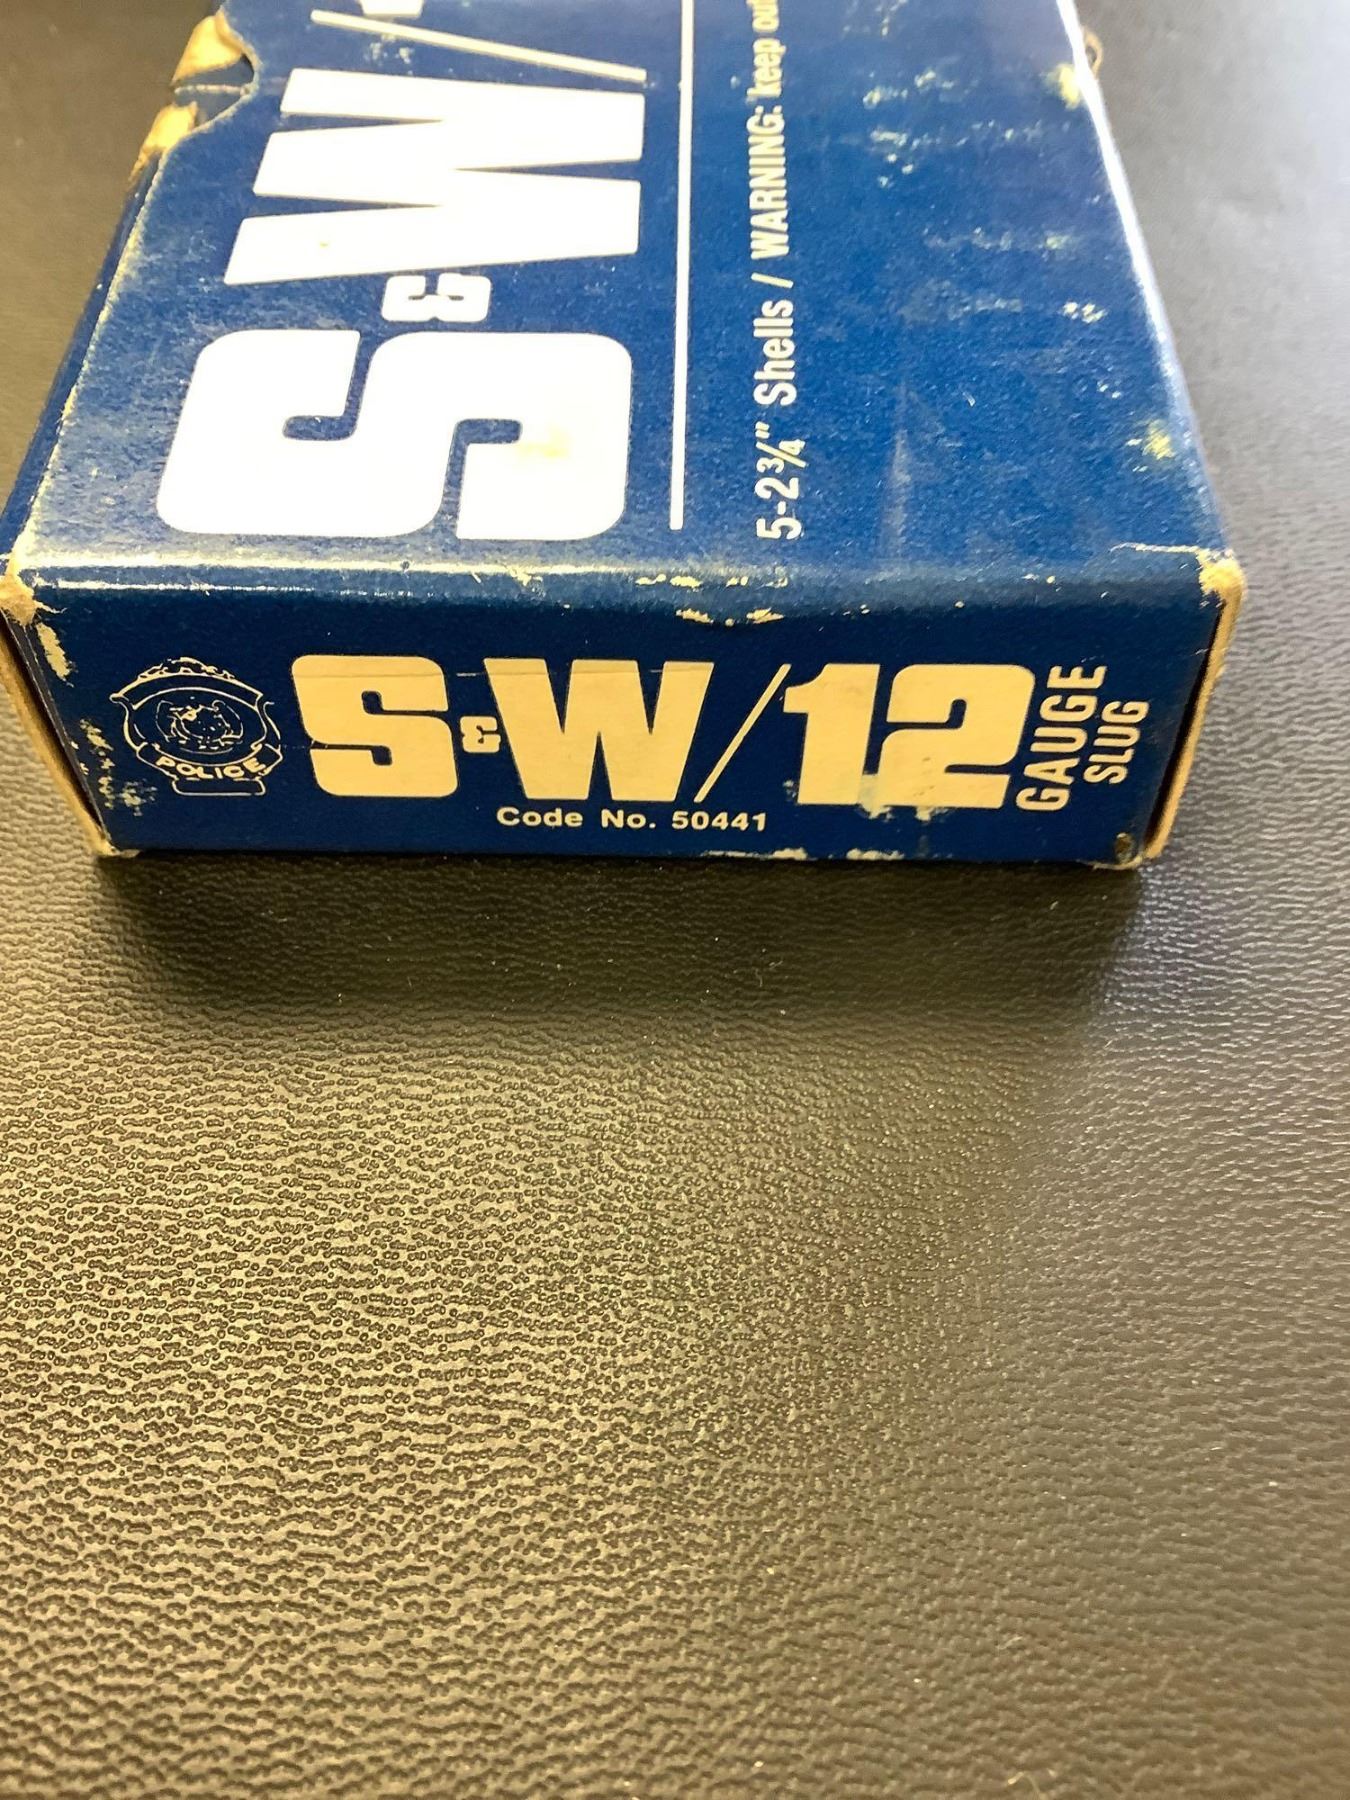 S&W/
5-2¾" Shells / WARNING: keep out
POLICE
S&W/12
GAUGE
SLUG
Code No. 50441